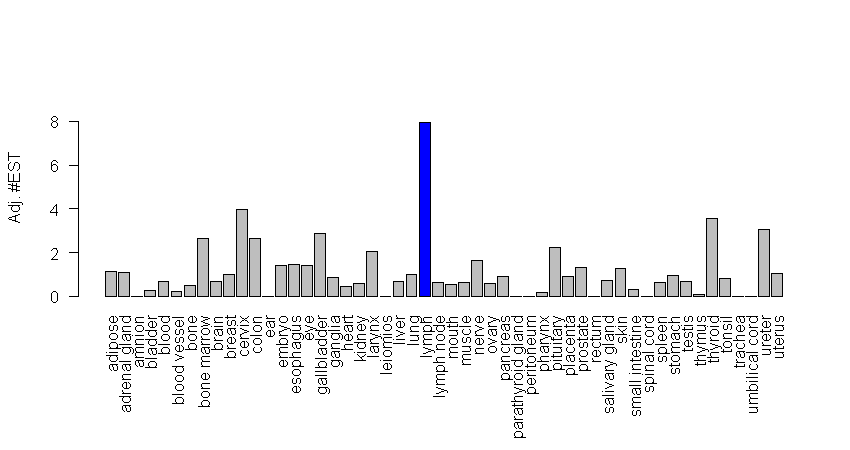 Adj. #EST
8
6
4
2
0
adipose
adrenal gland
amnion
bladder
blood
blood vessel
bone
bone marrow
brain
breast
cervix
colon
ear
embryo
esophagus
eye
gallbladder
ganglia
heart
kidney
larynx
leiomios
liver
lung
lymph
lymph node
mouth
muscle
nerve
ovary
pancreas
parathyroid gland
peritoneum
pharynx
pituitary
placenta
prostate
rectum
salivary gland
skin
small intestine
spinal cord
spleen
stomach
testis
thymus
thyroid
tonsil
trachea
umbilical cord
ureter
uterus